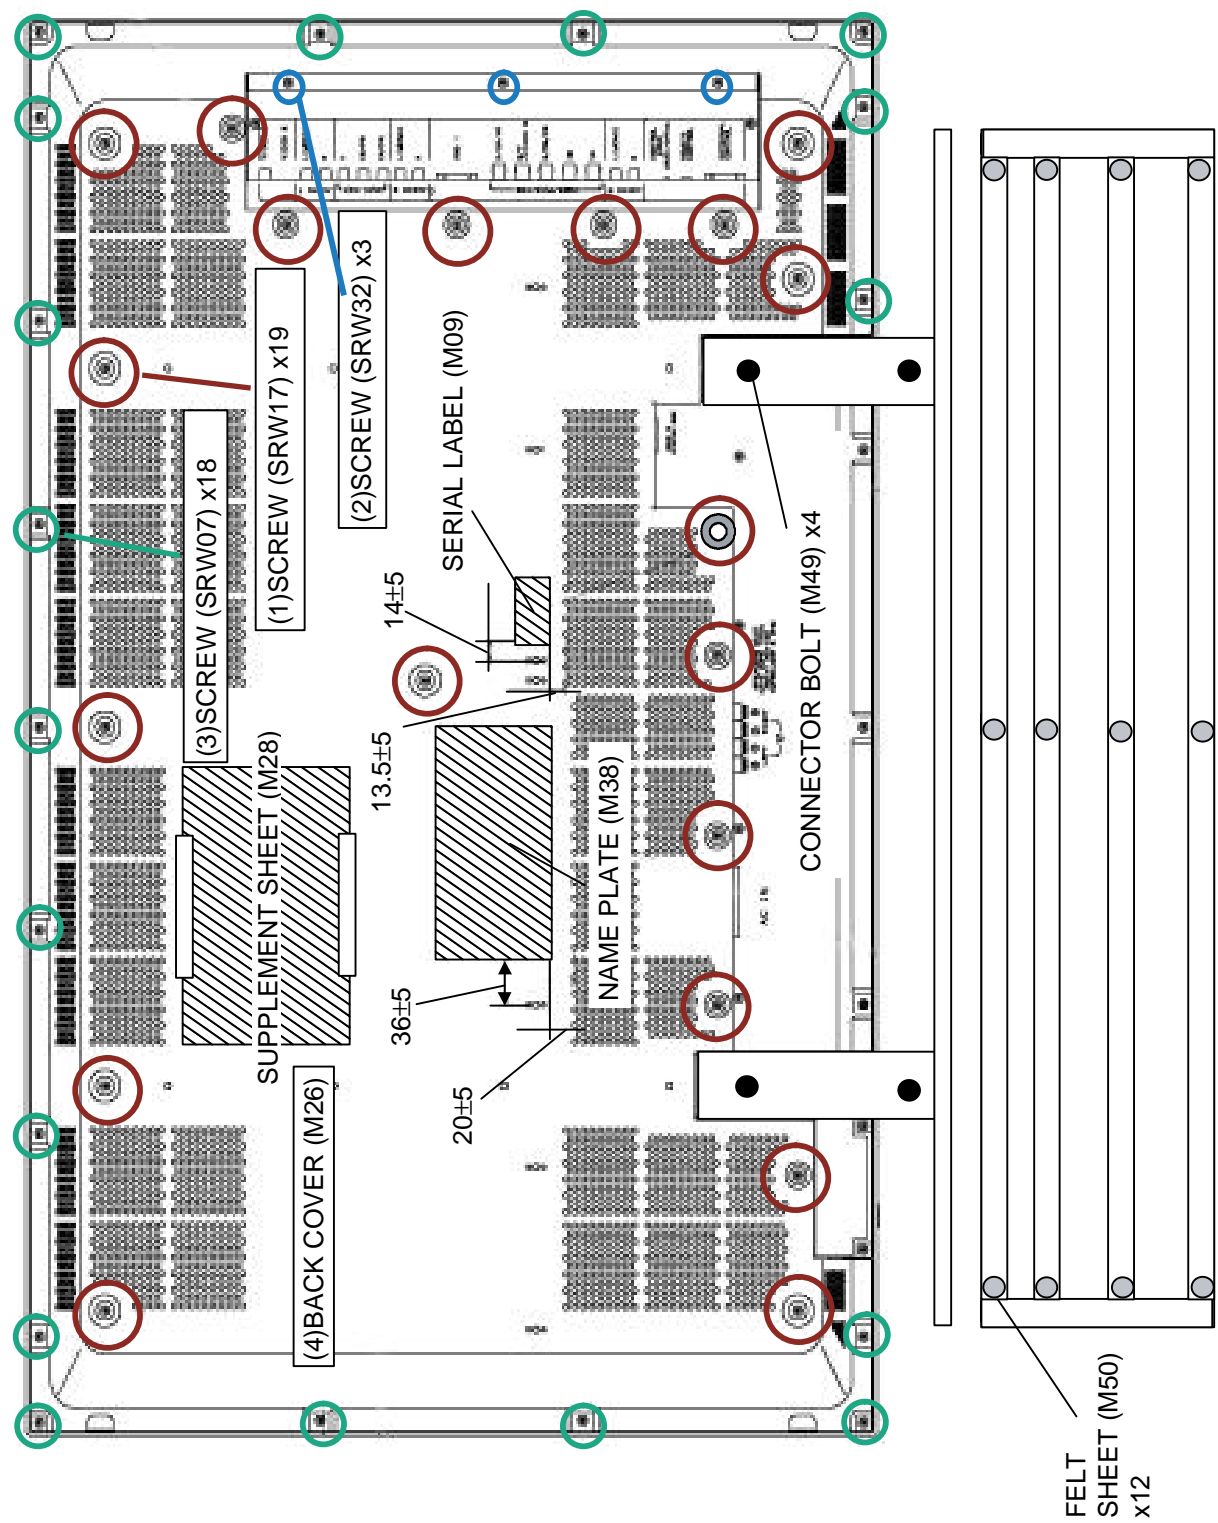 (3)SCREW (SRW07) x18
(1)SCREW (SRW17) x19
(2)SCREW (SRW32) x3
SERIAL LABEL (M09)
14±5
13.5±5
SUPPLEMENT SHEET (M28)
NAME PLATE (M38)
36±5
20±5
(4)BACK COVER (M26)
CONNECTOR BOLT (M49) x4
AC IN
FELT
SHEET (M50)
x12